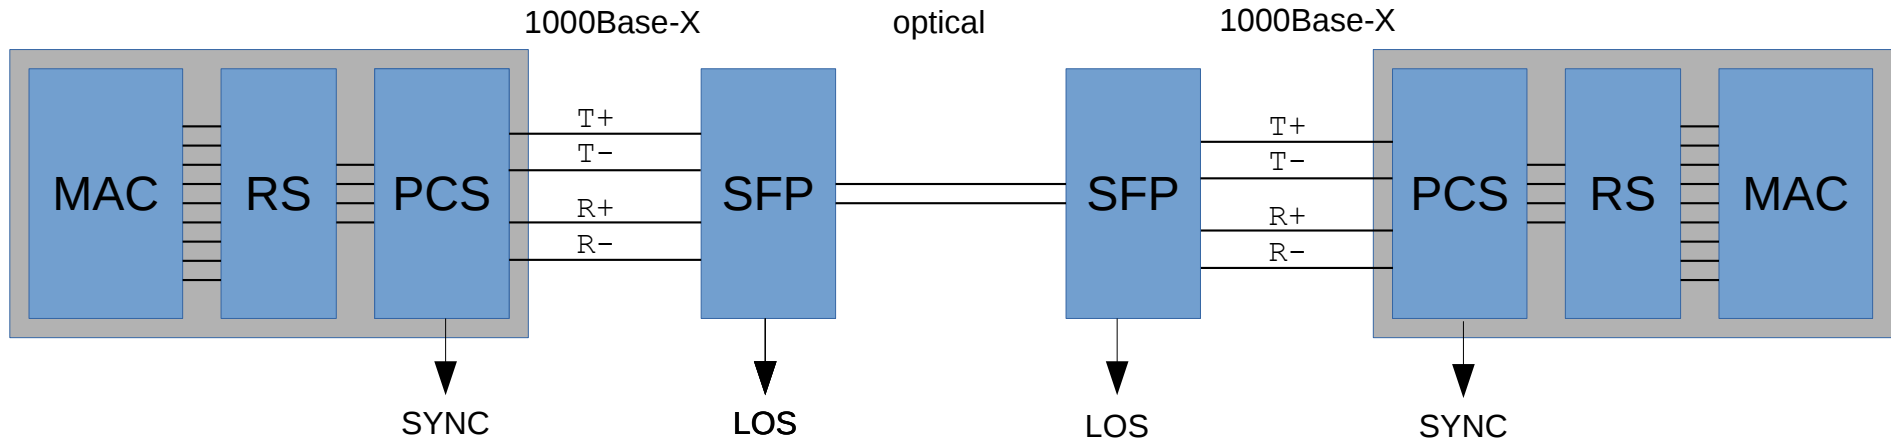 1000Base-X optical 1000Base-X
T+ T+
T- T-
MAC RS PCS SFP SFP PCS RS MAC
R+ R+
R- R-
SYNC LOS LOS SYNC